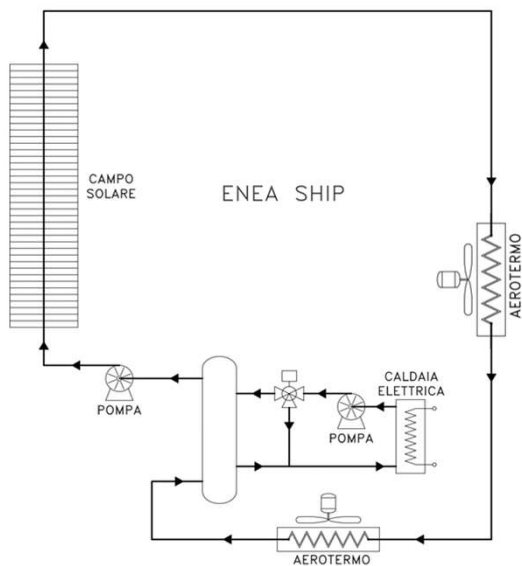 CAMPO
SOLARE
ENEA SHIP
AEROTERMO
CALDAIA
ELETTRICA
POMPA
POMPA
AEROTERMO